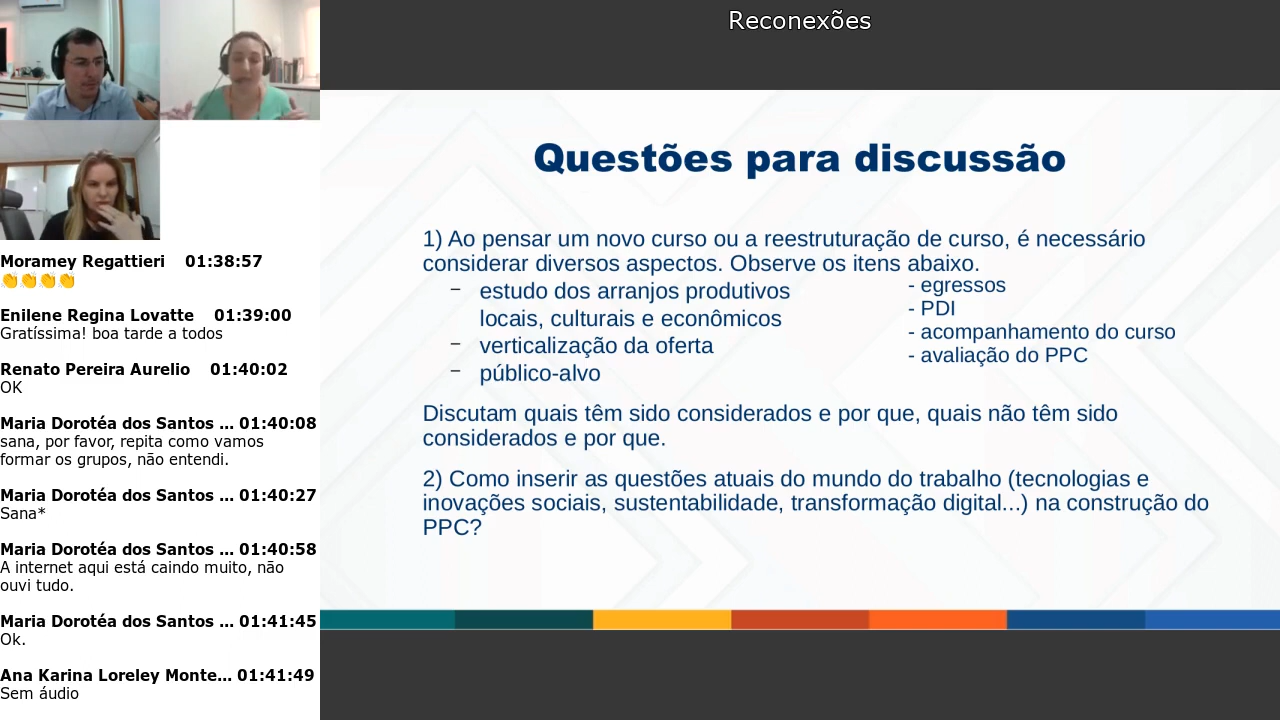 Reconexões
Moramey Regattieri 01:38:57
👏👏👏👏
Enilene Regina Lovatte 01:39:00
Gratíssima! boa tarde a todos
Renato Pereira Aurelio 01:40:02
OK
Maria Dorotéa dos Santos ... 01:40:08
sana, por favor, repita como vamos
formar os grupos, não entendi.
Maria Dorotéa dos Santos ... 01:40:27
Sana*
Maria Dorotéa dos Santos ... 01:40:58
A internet aqui está caindo muito, não
ouvi tudo.
Maria Dorotéa dos Santos ... 01:41:45
Ok.
Ana Karina Loreley Monte... 01:41:49
Sem áudio
Questões para discussão
1) Ao pensar um novo curso ou a reestruturação de curso, é necessário
considerar diversos aspectos. Observe os itens abaixo.
– estudo dos arranjos produtivos
locais, culturais e econômicos
– verticalização da oferta
– público-alvo
- egressos
- PDI
- acompanhamento do curso
- avaliação do PPC
Discutam quais têm sido considerados e por que, quais não têm sido
considerados e por que.
2) Como inserir as questões atuais do mundo do trabalho (tecnologias e
inovações sociais, sustentabilidade, transformação digital...) na construção do
PPC?